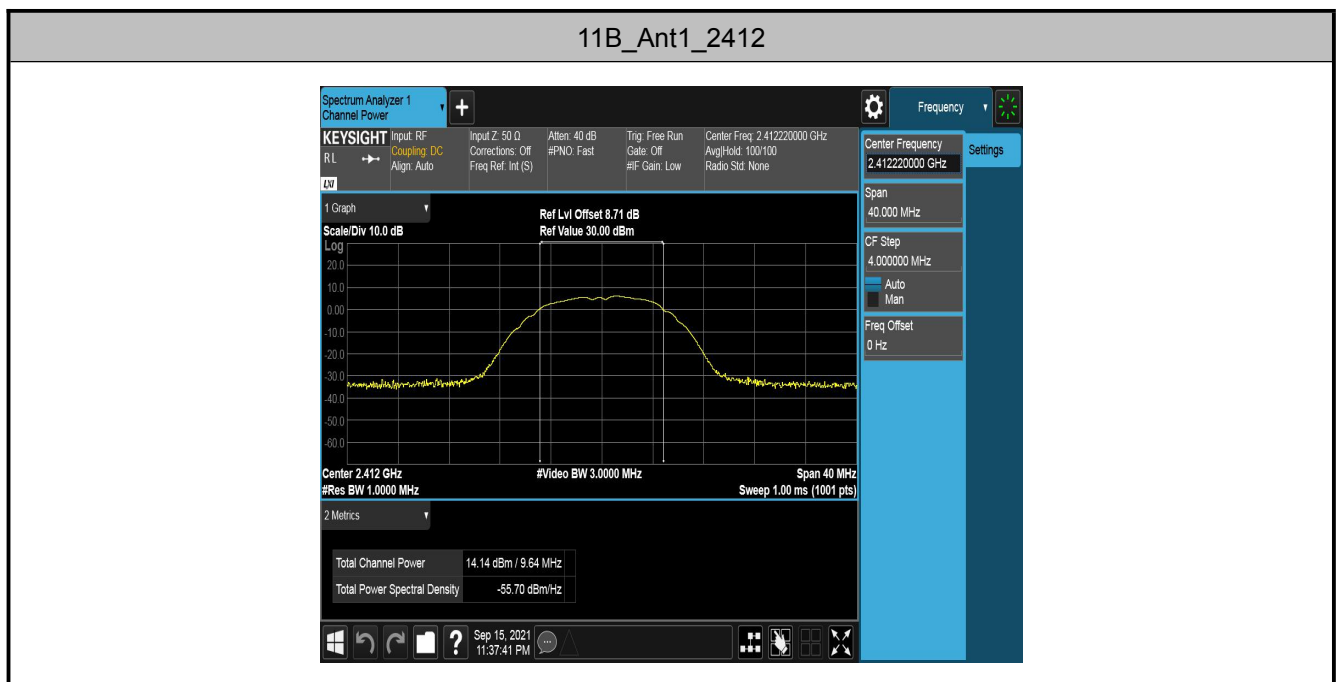 11B_Ant1_2412
Spectrum Analyzer 1
Channel Power
+
Frequency
KEYSIGHT
RL
LXI
Input: RF
Coupling: DC
Align: Auto
Input Z: 50 Ω
Corrections: Off
Freq Ref: Int (S)
Atten: 40 dB
#PNO: Fast
Trig: Free Run
Gate: Off
#IF Gain: Low
Center Freq: 2.412220000 GHz
Avg|Hold: 100/100
Radio Std: None
Center Frequency
2.412220000 GHz
Settings
Span
40.000 MHz
CF Step
4.000000 MHz
Auto
Man
Freq Offset
0 Hz
1 Graph
Scale/Div 10.0 dB
Ref Lvl Offset 8.71 dB
Ref Value 30.00 dBm
Log
20.0
10.0
0.00
-10.0
-20.0
-30.0
-40.0
-50.0
-60.0
Center 2.412 GHz
#Video BW 3.0000 MHz
Span 40 MHz
#Res BW 1.0000 MHz
Sweep 1.00 ms (1001 pts)
2 Metrics
Total Channel Power 14.14 dBm / 9.64 MHz
Total Power Spectral Density -55.70 dBm/Hz
?
Sep 15, 2021
11:37:41 PM